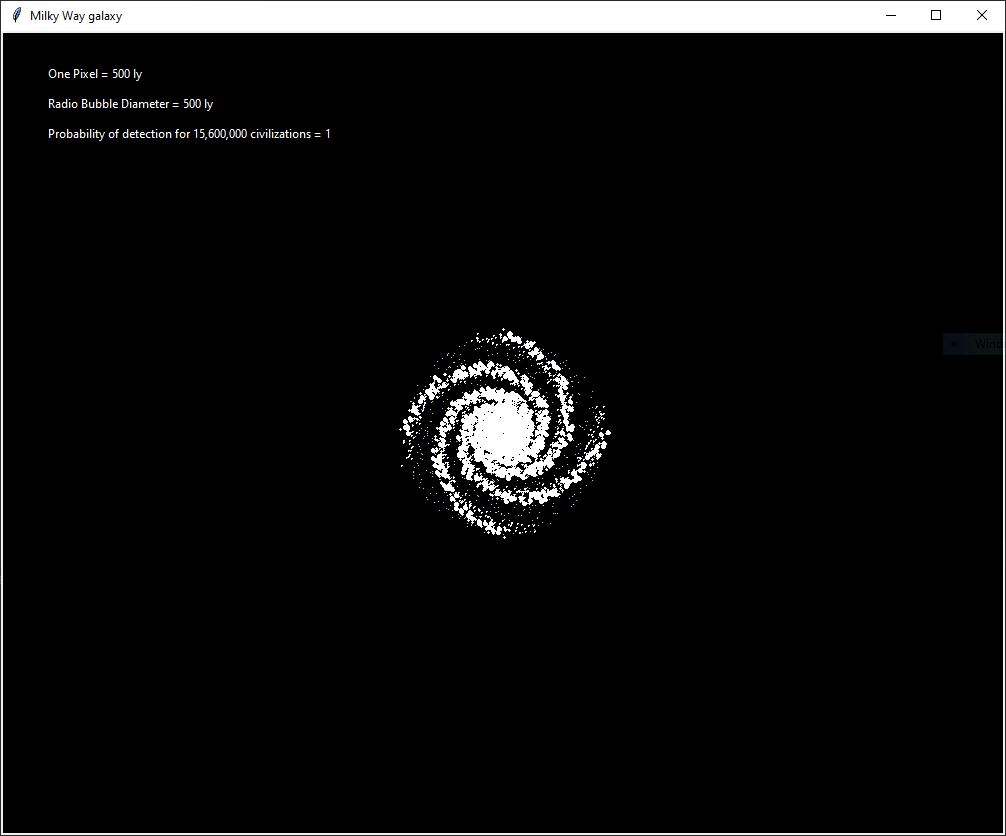 Milky Way galaxy
One Pixel = 500 ly
Radio Bubble Diameter = 500 ly
Probability of detection for 15,600,000 civilizations = 1